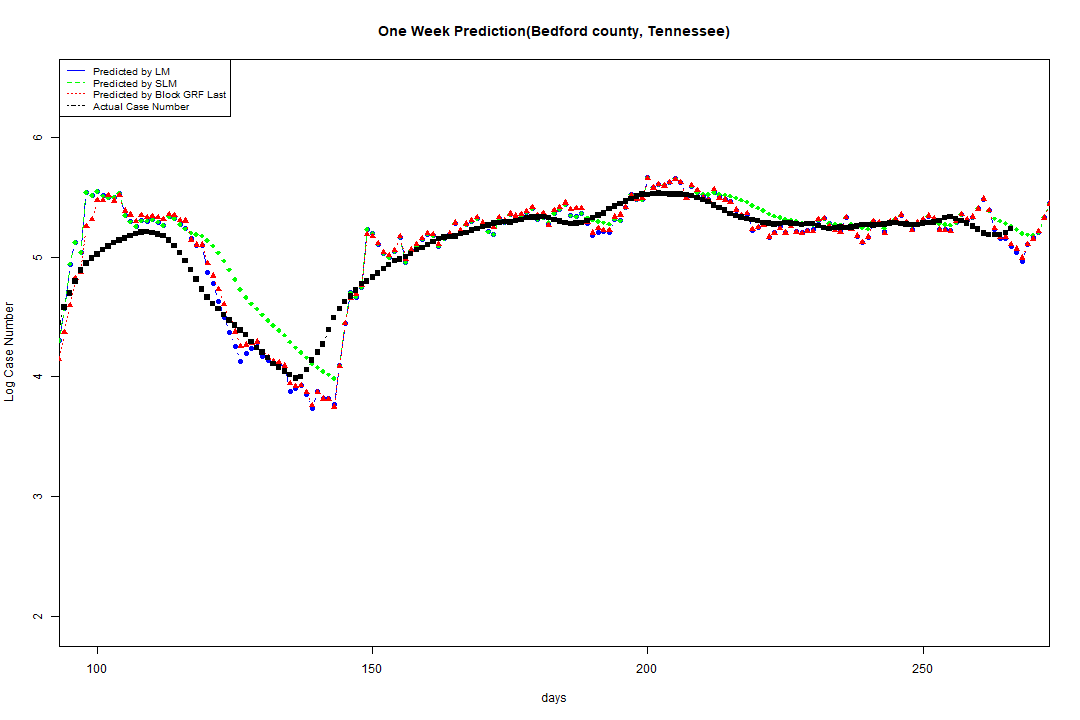 One Week Prediction(Bedford county, Tennessee)
Predicted by LM
Predicted by SLM
Predicted by Block GRF Last
Actual Case Number
6
5
4
3
2
Log Case Number
100
150
200
250
days